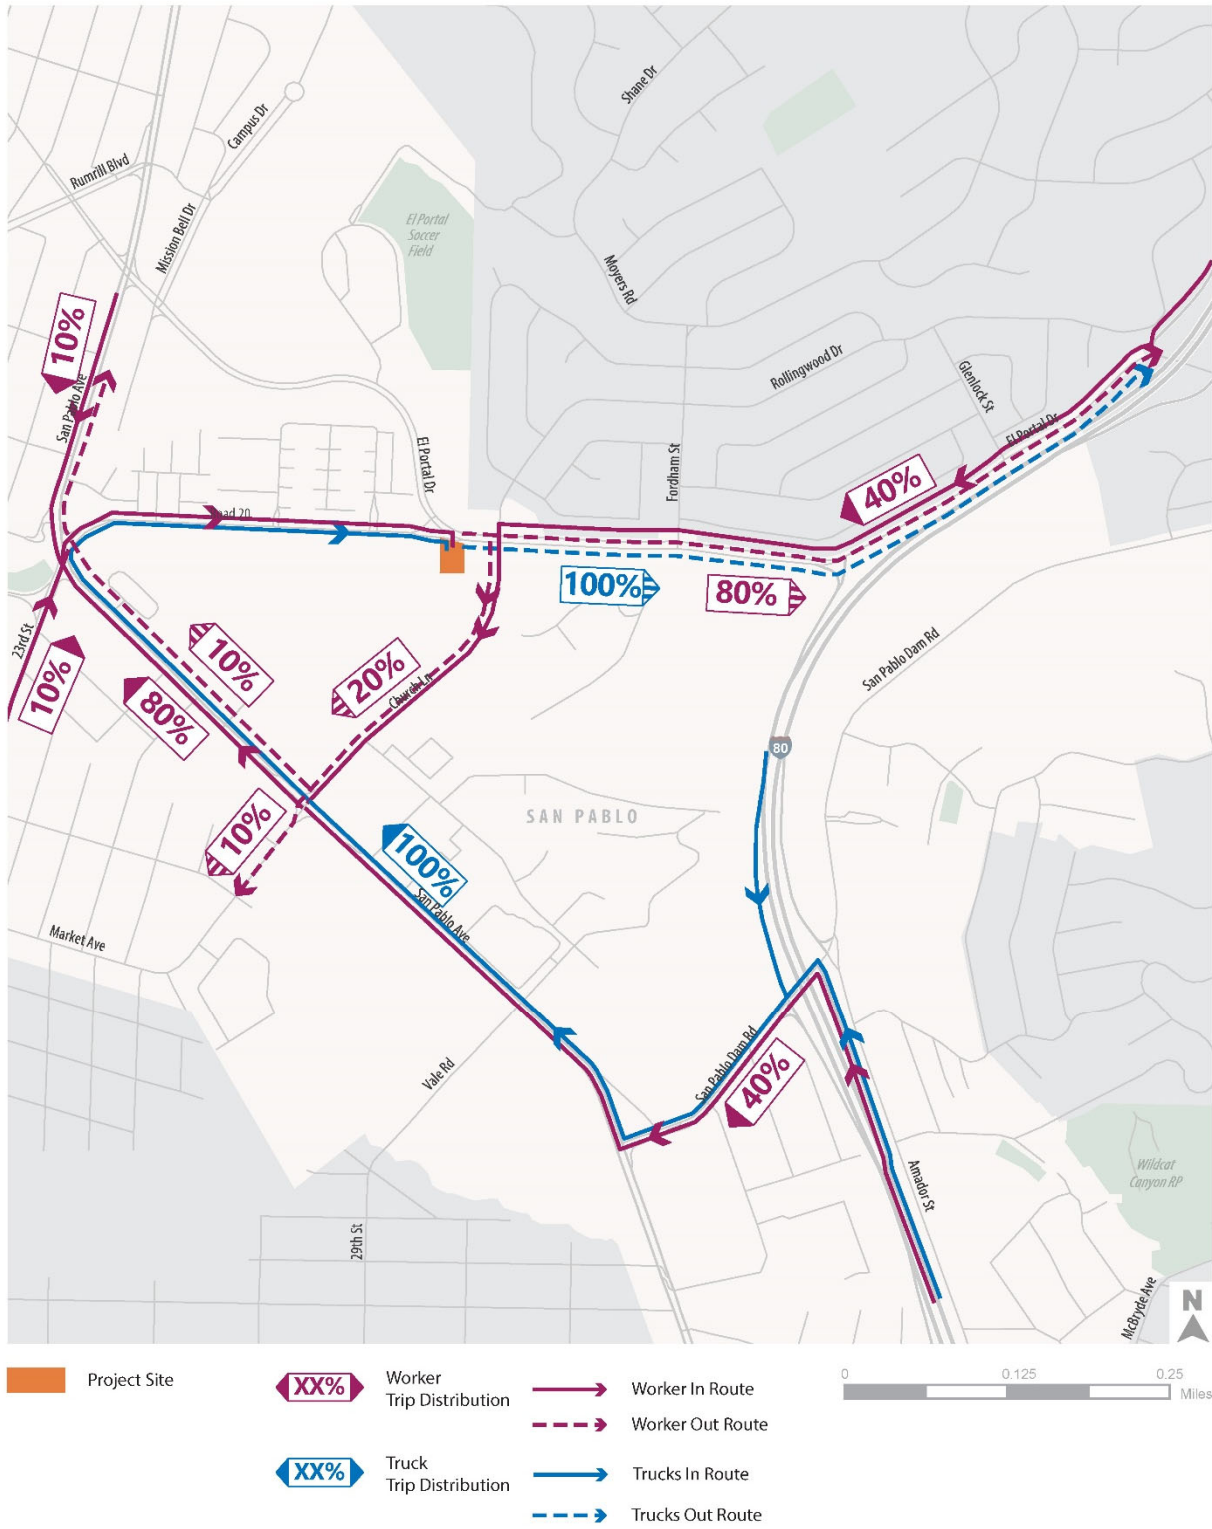 Shane Dr
Campus Dr
Rumrill Blvd
Mission Bell Dr
El Portal
Soccer
Field
Moyers Rd
10%
San Pablo Ave
Rollingwood Dr
Glenlock St
El Portal Dr
El Portal Dr
Fordham St
40%
Road 20
100%
80%
23rd St
10%
10%
80%
20%
Church Ln
San Pablo Dam Rd
80
SAN PABLO
10%
100%
San Pablo Ave
Market Ave
Vale Rd
San Pablo Dam Rd
40%
Amador St
Wildcat
Canyon RP
29th St
McBryde Ave
N
Project Site
XX%
Worker
Trip Distribution
Worker In Route
Worker Out Route
XX%
Truck
Trip Distribution
Trucks In Route
Trucks Out Route
0
0.125
0.25
Miles